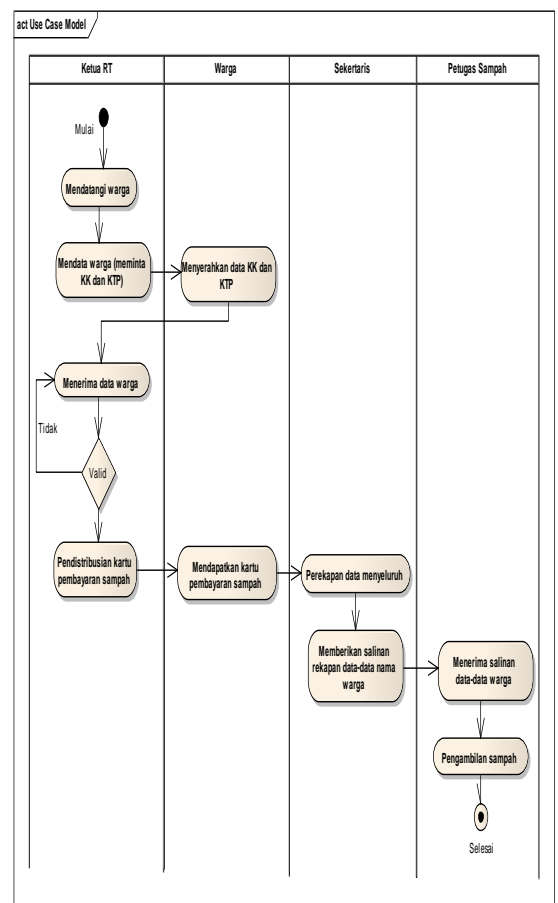 act Use Case Model
Ketua RT
Warga
Sekertaris
Petugas Sampah
Mulai
Mendatangi warga
Mendata warga (meminta
KK dan KTP)
Menyerahkan data KK dan
KTP
Menerima data warga
Tidak
Valid
Pendistribusian kartu
pembayaran sampah
Mendapatkan kartu
pembayaran sampah
Perekapan data menyeluruh
Memberikan salinan
rekapan data-data nama
warga
Menerima salinan
data-data warga
Pengambilan sampah
Selesai